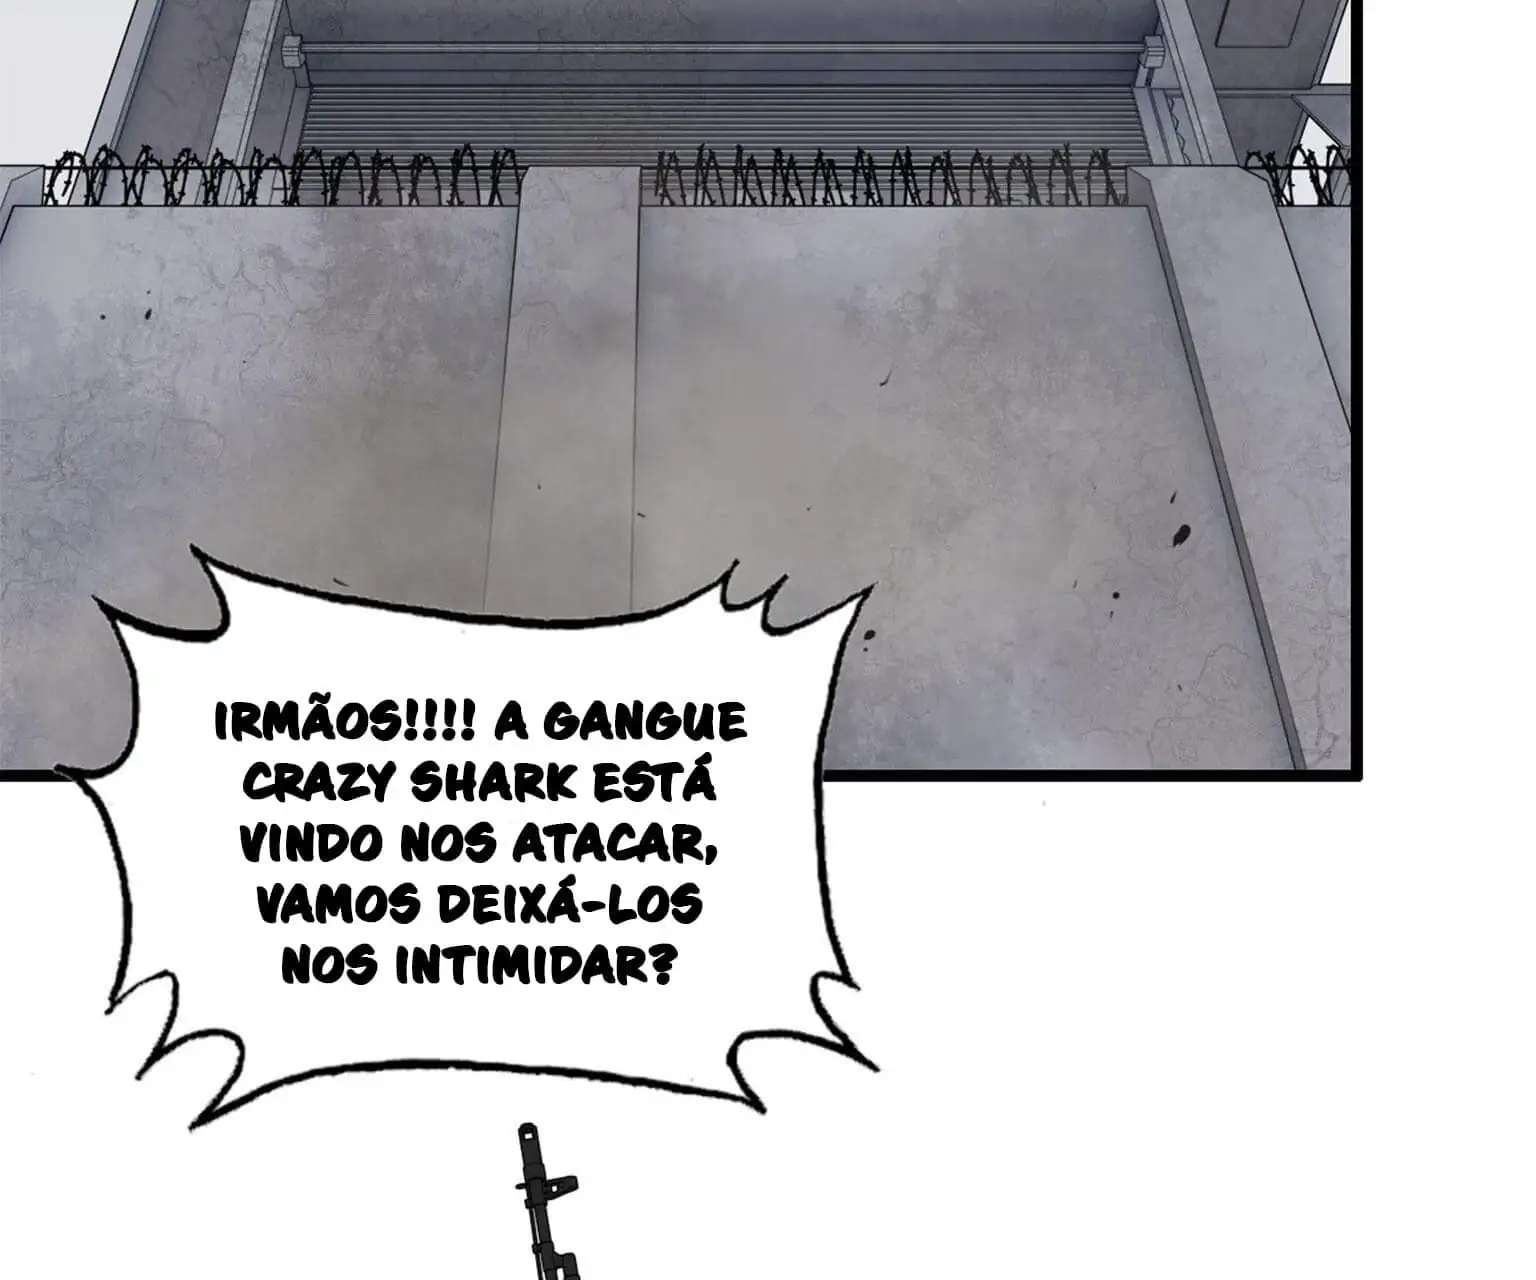 IRMÃOS!!!! A GANGUE
CRAZY SHARK ESTÁ
VINDO NOS ATACAR,
VAMOS DEIXÁ-LOS
NOS INTIMIDAR?